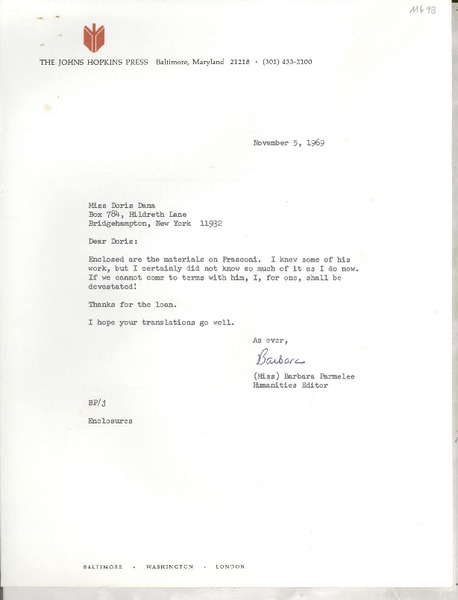 11698
THE JOHNS HOPKINS PRESS Baltimore, Maryland 21218 · (301) 433-2100
November 5, 1969
Miss Doris Dana
Box 784, Hildreth Lane
Bridgehampton, New York 11932
Dear Doris:
Enclosed are the materials on Frasconi. I knew some of his
work, but I certainly did not know so much of it as I do now.
If we cannot come to terms with him, I, for one, shall be
devastated!
Thanks for the loan.
I hope your translations go well.
As ever,
Barbara
(Miss) Barbara Parmelee
Humanities Editor
BP/j
Enclosures
BALTIMORE · WASHINGTON · LONDON